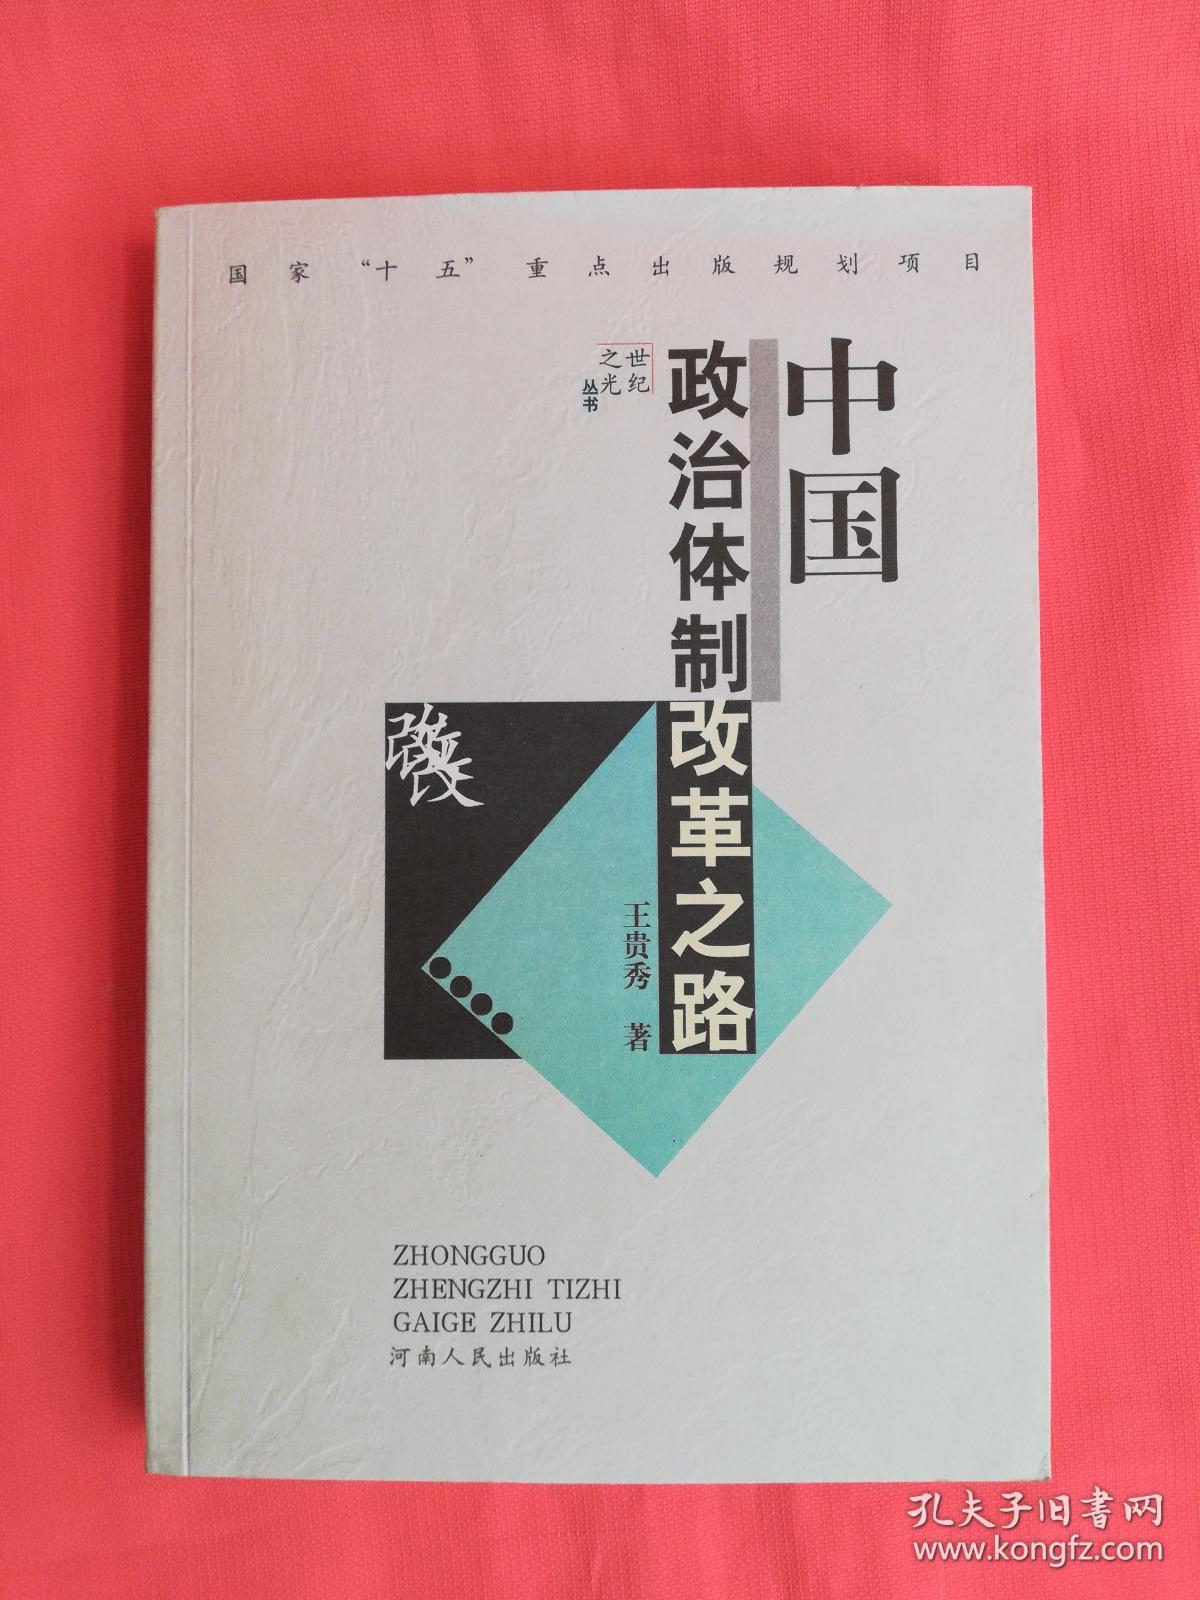 国家“十五”重点出版规划项目
中国
政治体制改革之路
世纪
之光
丛书
改
王贵秀 著
ZHONGGUO
ZHENGZHI TIZHI
GAIGE ZHILU
河南人民出版社
孔夫子旧书网
www.kongfz.com